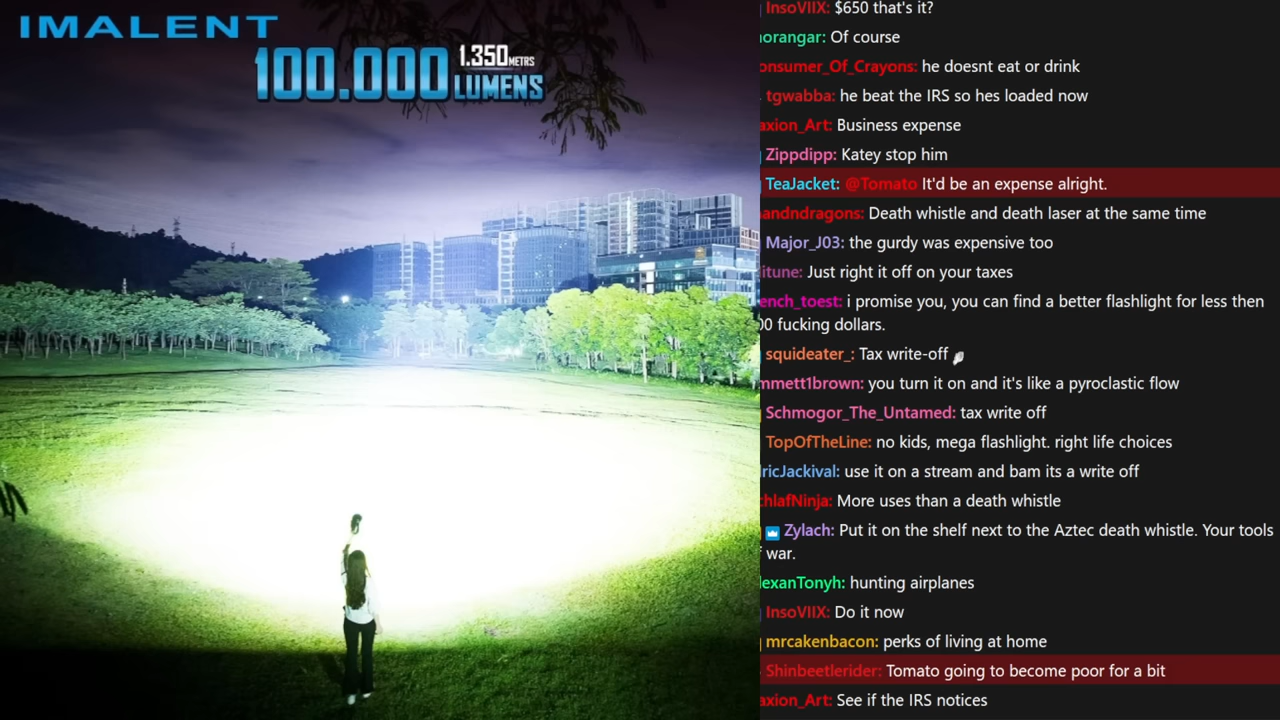 IMALENT
100.000 1.350 METRS
LUMENS
InsoVIIX: $650 that's it?
norangar: Of course
onsumer_Of_Crayons: he doesnt eat or drink
tgwabba: he beat the IRS so hes loaded now
axion_Art: Business expense
Zippdipp: Katey stop him
TeaJacket: @Tomato It'd be an expense alright.
nandndragons: Death whistle and death laser at the same time
Major_J03: the gurdy was expensive too
litune: Just right it off on your taxes
ench_toest: i promise you, you can find a better flashlight for less then
00 fucking dollars.
squideater_: Tax write-off
mmett1brown: you turn it on and it's like a pyroclastic flow
Schmogor_The_Untamed: tax write off
TopOfTheLine: no kids, mega flashlight. right life choices
lricJackival: use it on a stream and bam its a write off
chlafNinja: More uses than a death whistle
Zylach: Put it on the shelf next to the Aztec death whistle. Your tools
f war.
lexanTonyh: hunting airplanes
InsoVIIX: Do it now
mrcakenbacon: perks of living at home
Shinbeetlerider: Tomato going to become poor for a bit
axion_Art: See if the IRS notices